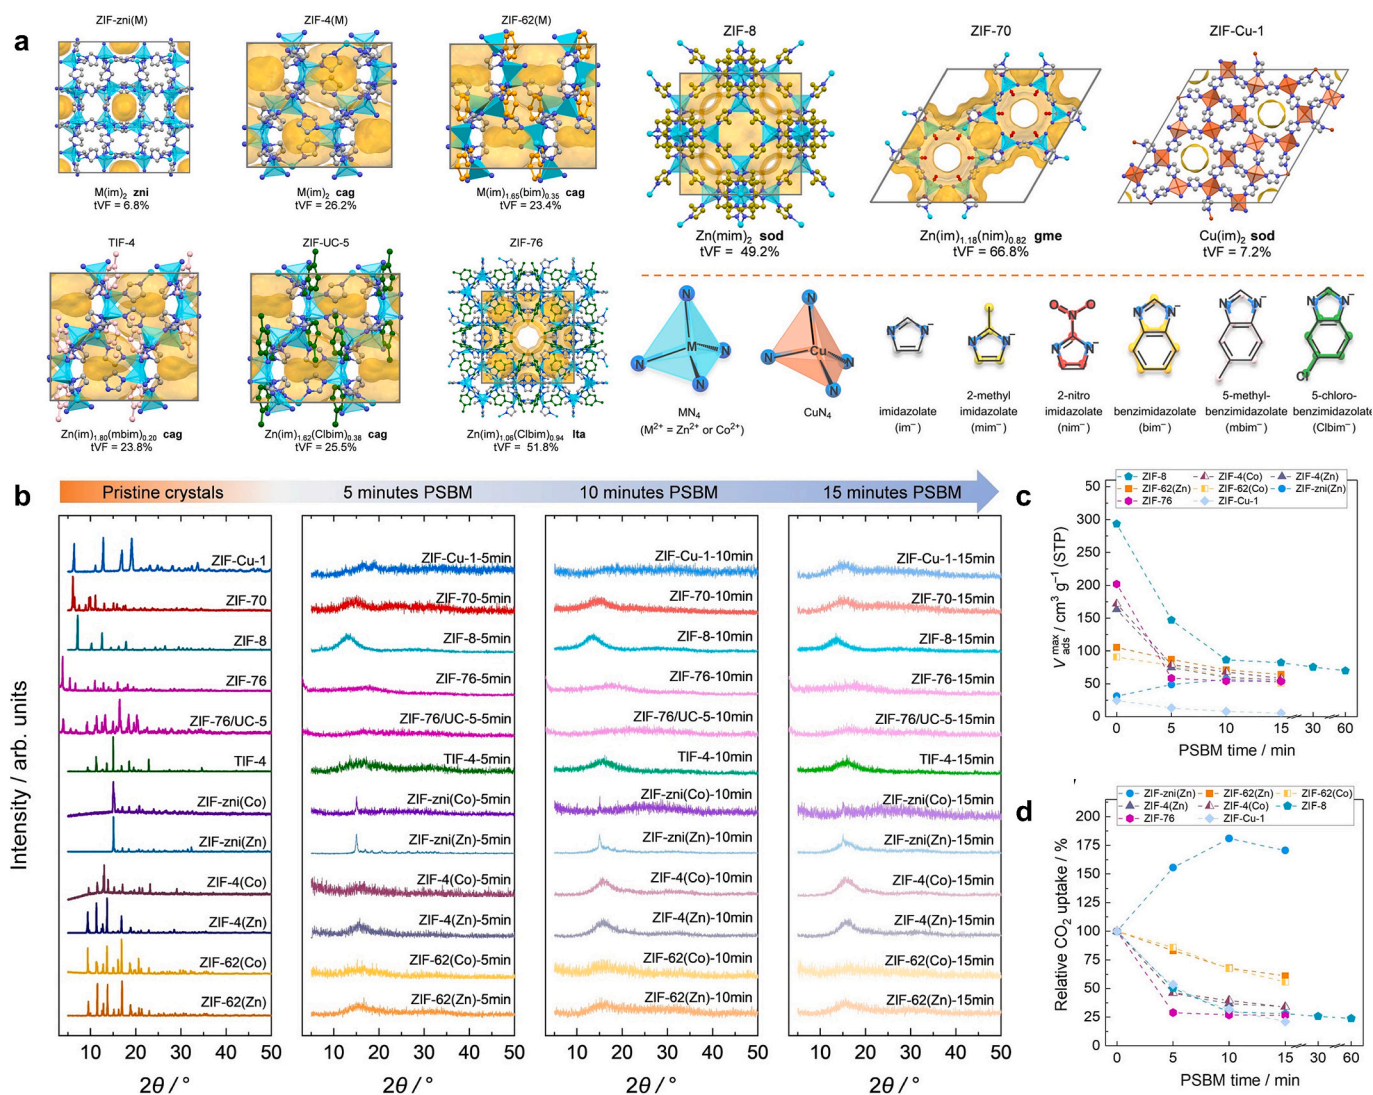 a
ZIF-zni(M)
ZIF-4(M)
ZIF-62(M)
ZIF-8
ZIF-70
ZIF-Cu-1
M(im)2 zni
tVF = 6.8%
M(im)2 cag
tVF = 26.2%
M(im)1.65(bim)0.35 cag
tVF = 23.4%
Zn(mim)2 sod
tVF = 49.2%
Zn(im)1.18(nim)0.82 gme
tVF = 66.8%
Cu(im)2 sod
tVF = 7.2%
TIF-4
ZIF-UC-5
ZIF-76
Zn(im)1.80(mbim)0.20 cag
tVF = 23.8%
Zn(im)1.62(Clbim)0.38 cag
tVF = 25.5%
Zn(im)1.06(Clbim)0.94 lta
tVF = 51.8%
N
M
N
N
N
MN4
(M2+ = Zn2+ or Co2+)
N
Cu
N
N
N
CuN4
N N−
imidazolate
(im−)
N N−
2-methyl
imidazolate
(mim−)
O O
N
N N−
2-nitro
imidazolate
(nim−)
N N−
benzimidazolate
(bim−)
N N−
5-methyl-
benzimidazolate
(mbim−)
N N−
Cl
5-chloro-
benzimidazolate
(Clbim−)
b
Pristine crystals
5 minutes PSBM
10 minutes PSBM
15 minutes PSBM
Intensity / arb. units
ZIF-Cu-1
ZIF-70
ZIF-8
ZIF-76
ZIF-76/UC-5
TIF-4
ZIF-zni(Co)
ZIF-zni(Zn)
ZIF-4(Co)
ZIF-4(Zn)
ZIF-62(Co)
ZIF-62(Zn)
10 20 30 40 50
2θ / °
ZIF-Cu-1-5min
ZIF-70-5min
ZIF-8-5min
ZIF-76-5min
ZIF-76/UC-5-5min
TIF-4-5min
ZIF-zni(Co)-5min
ZIF-zni(Zn)-5min
ZIF-4(Co)-5min
ZIF-4(Zn)-5min
ZIF-62(Co)-5min
ZIF-62(Zn)-5min
10 20 30 40 50
2θ / °
ZIF-Cu-1-10min
ZIF-70-10min
ZIF-8-10min
ZIF-76-10min
ZIF-76/UC-5-10min
TIF-4-10min
ZIF-zni(Co)-10min
ZIF-zni(Zn)-10min
ZIF-4(Co)-10min
ZIF-4(Zn)-10min
ZIF-62(Co)-10min
ZIF-62(Zn)-10min
10 20 30 40 50
2θ / °
ZIF-Cu-1-15min
ZIF-70-15min
ZIF-8-15min
ZIF-76-15min
ZIF-76/UC-5-15min
TIF-4-15min
ZIF-zni(Co)-15min
ZIF-zni(Zn)-15min
ZIF-4(Co)-15min
ZIF-4(Zn)-15min
ZIF-62(Co)-15min
ZIF-62(Zn)-15min
10 20 30 40 50
2θ / °
c
ZIF-8 ZIF-4(Co) ZIF-4(Zn)
ZIF-62(Zn) ZIF-62(Co) ZIF-zni(Zn)
ZIF-76 ZIF-Cu-1
V max ads / cm3 g−1 (STP)
50
300
250
200
150
100
50
0
0 5 10 15 30 60
PSBM time / min
d
ZIF-zni(Zn) ZIF-62(Zn) ZIF-62(Co)
ZIF-4(Zn) ZIF-4(Co) ZIF-8
ZIF-76 ZIF-Cu-1
Relative CO2 uptake / %
200
175
150
125
100
75
50
25
0
0 5 10 15 30 60
PSBM time / min